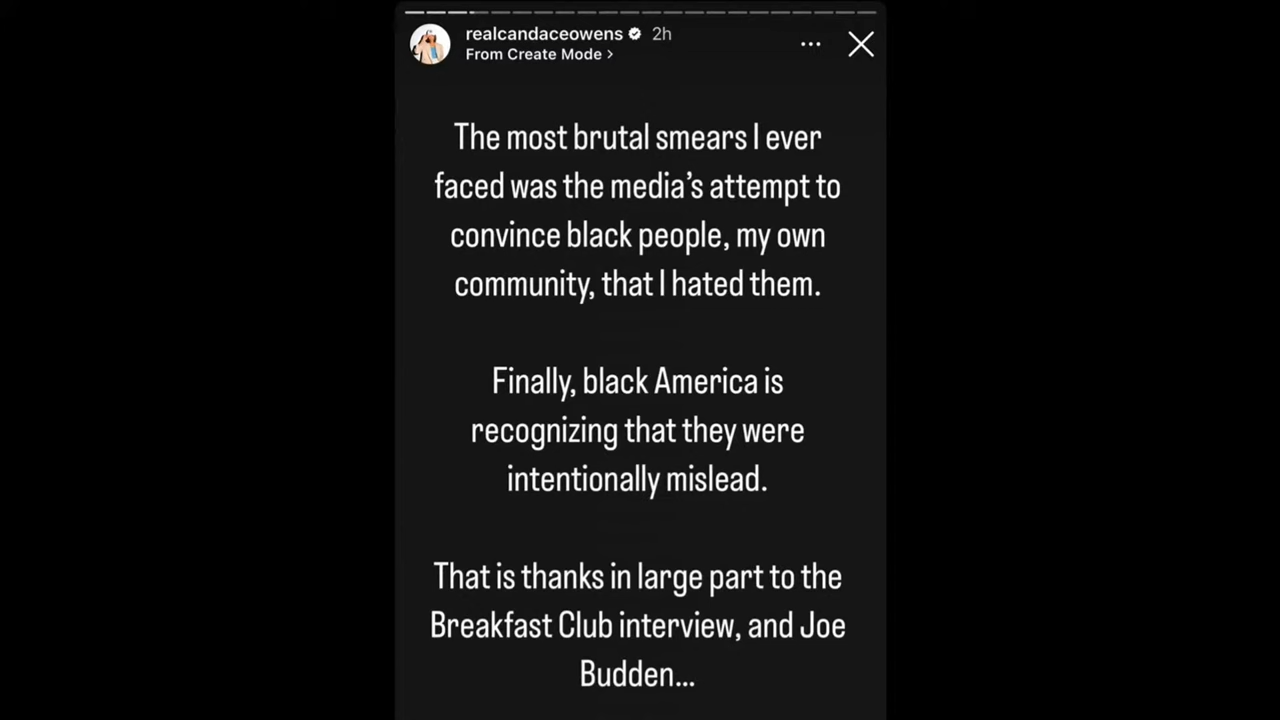 realcandaceowens 2h
From Create Mode >
The most brutal smears I ever
faced was the media's attempt to
convince black people, my own
community, that I hated them.
Finally, black America is
recognizing that they were
intentionally mislead.
That is thanks in large part to the
Breakfast Club interview, and Joe
Budden...